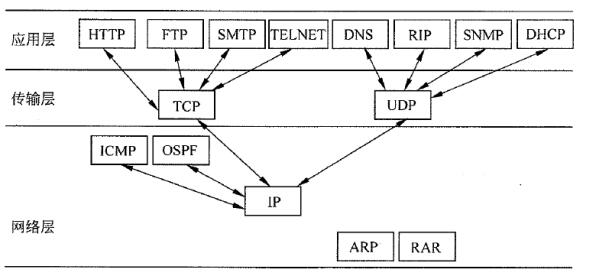 应用层 HTTP FTP SMTP TELNET DNS RIP SNMP DHCP
传输层 TCP UDP
ICMP OSPF
IP
网络层
ARP RAR